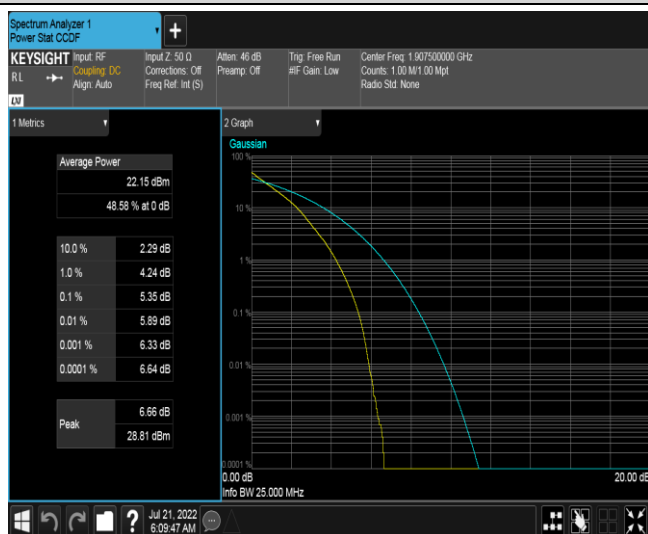 Spectrum Analyzer 1
Power Stat CCDF
KEYSIGHT
RL
LXI
Input: RF
Coupling: DC
Align: Auto
Input Z: 50 Ω
Corrections: Off
Freq Ref: Int (S)
Atten: 46 dB
Preamp: Off
Trig: Free Run
#IF Gain: Low
Center Freq: 1.907500000 GHz
Counts: 1.00 M/1.00 Mpt
Radio Std: None
1 Metrics
Average Power
22.15 dBm
48.58 % at 0 dB
10.0 % 2.29 dB
1.0 % 4.24 dB
0.1 % 5.35 dB
0.01 % 5.89 dB
0.001 % 6.33 dB
0.0001 % 6.64 dB
Peak
6.66 dB
28.81 dBm
2 Graph
Gaussian
100 %
10 %
1 %
0.1 %
0.01 %
0.001 %
0.0001 %
0.00 dB 20.00 dB
Info BW 25.000 MHz
?
Jul 21, 2022
6:09:47 AM